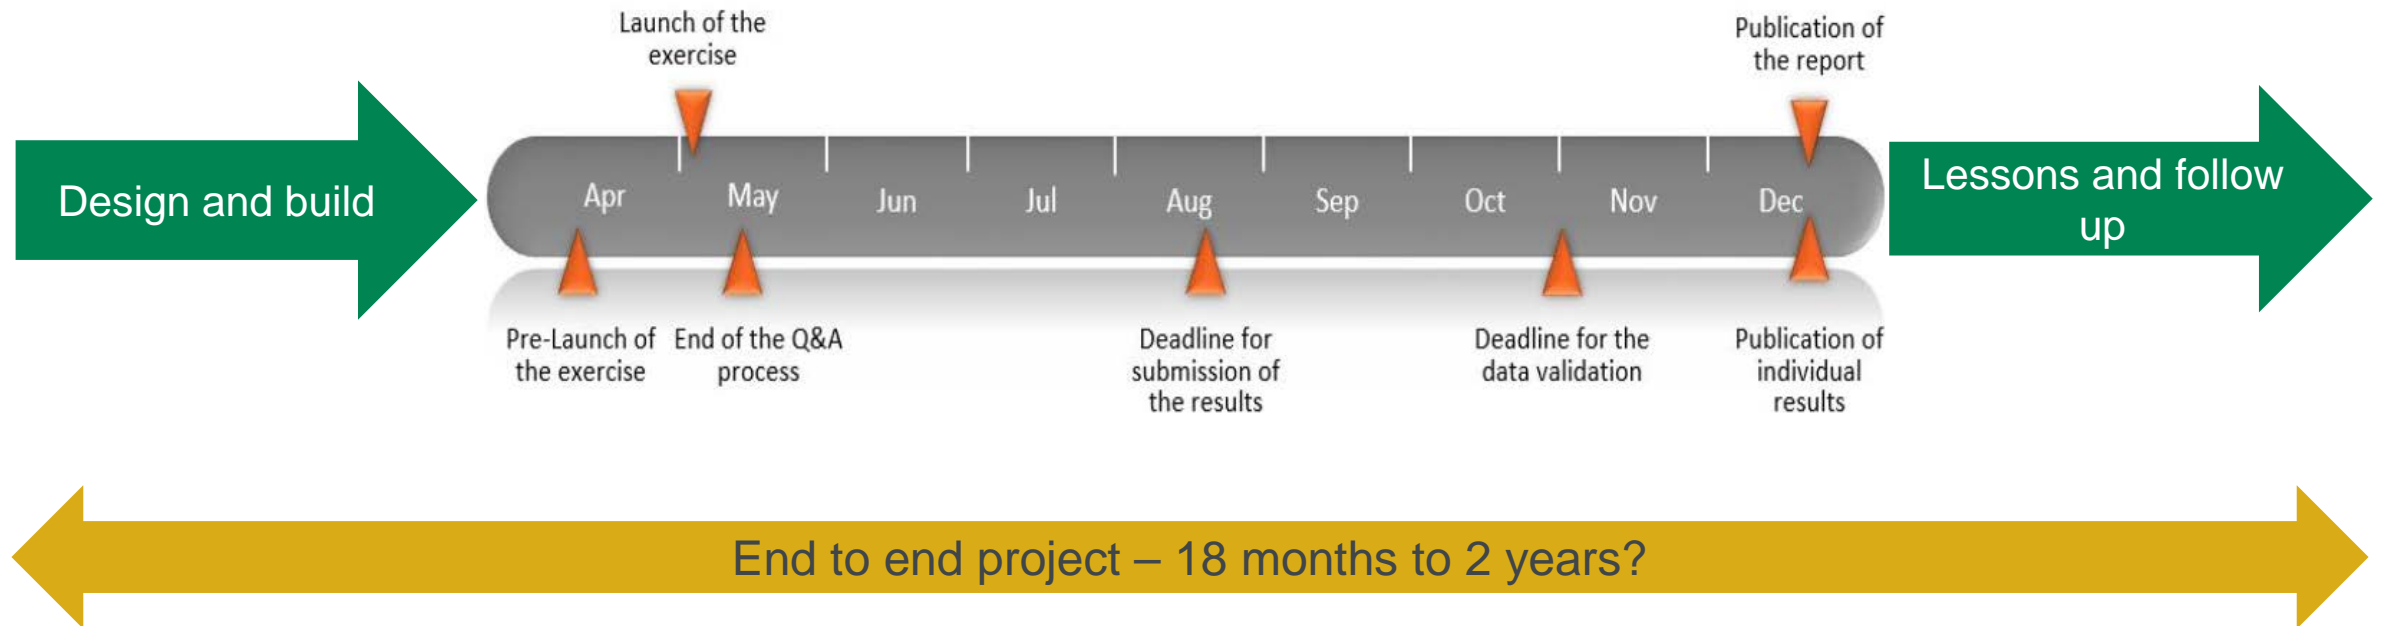 Launch of the
exercise
Publication of
the report
Design and build
Apr
May
Jun
Jul
Aug
Sep
Oct
Nov
Dec
Lessons and follow
up
Pre-Launch of
the exercise
End of the Q&A
process
Deadline for
submission of
the results
Deadline for the
data validation
Publication of
individual
results
End to end project – 18 months to 2 years?